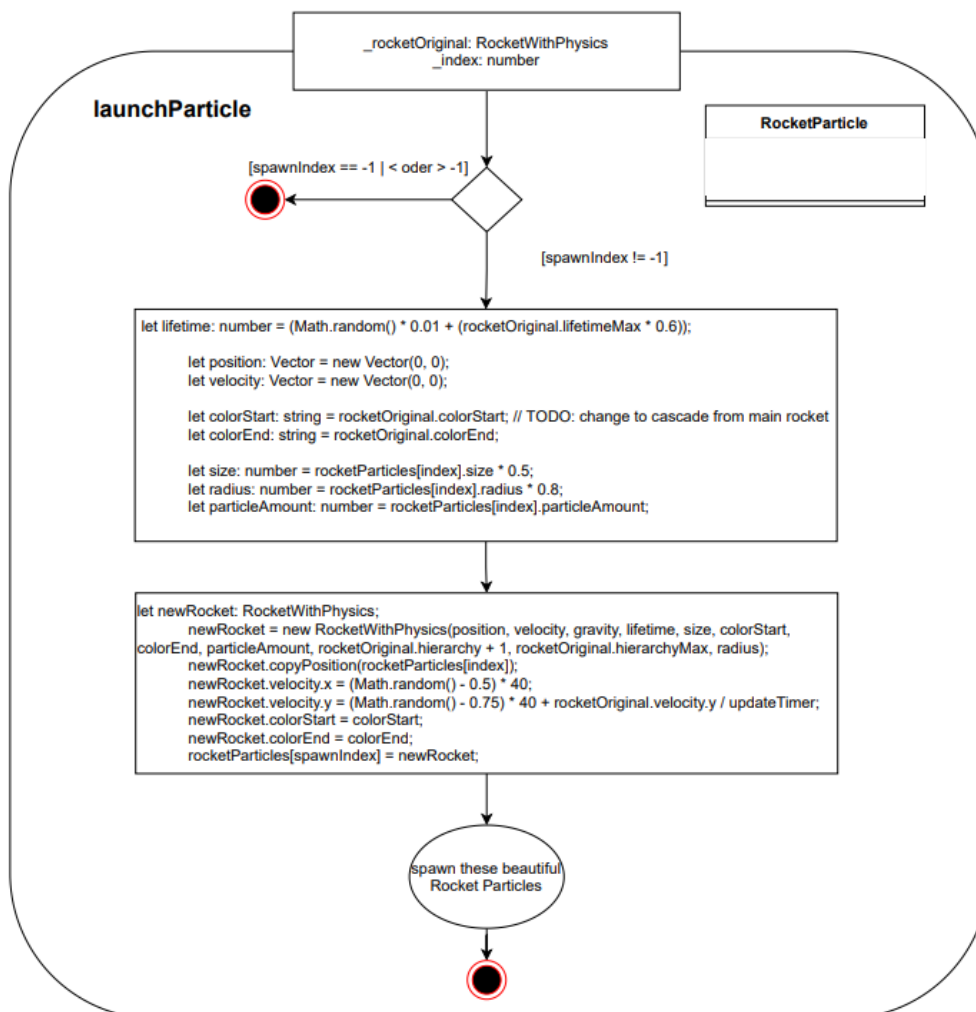 _rocketOriginal: RocketWithPhysics
_index: number
launchParticle
RocketParticle
[spawnIndex == -1 | < oder > -1]
[spawnIndex != -1]
let lifetime: number = (Math.random() * 0.01 + (rocketOriginal.lifetimeMax * 0.6));
let position: Vector = new Vector(0, 0);
let velocity: Vector = new Vector(0, 0);
let colorStart: string = rocketOriginal.colorStart; // TODO: change to cascade from main rocket
let colorEnd: string = rocketOriginal.colorEnd;
let size: number = rocketParticles[index].size * 0.5;
let radius: number = rocketParticles[index].radius * 0.8;
let particleAmount: number = rocketParticles[index].particleAmount;
let newRocket: RocketWithPhysics;
newRocket = new RocketWithPhysics(position, velocity, gravity, lifetime, size, colorStart,
colorEnd, particleAmount, rocketOriginal.hierarchy + 1, rocketOriginal.hierarchyMax, radius);
newRocket.copyPosition(rocketParticles[index]);
newRocket.velocity.x = (Math.random() - 0.5) * 40;
newRocket.velocity.y = (Math.random() - 0.75) * 40 + rocketOriginal.velocity.y / updateTimer;
newRocket.colorStart = colorStart;
newRocket.colorEnd = colorEnd;
rocketParticles[spawnIndex] = newRocket;
spawn these beautiful
Rocket Particles